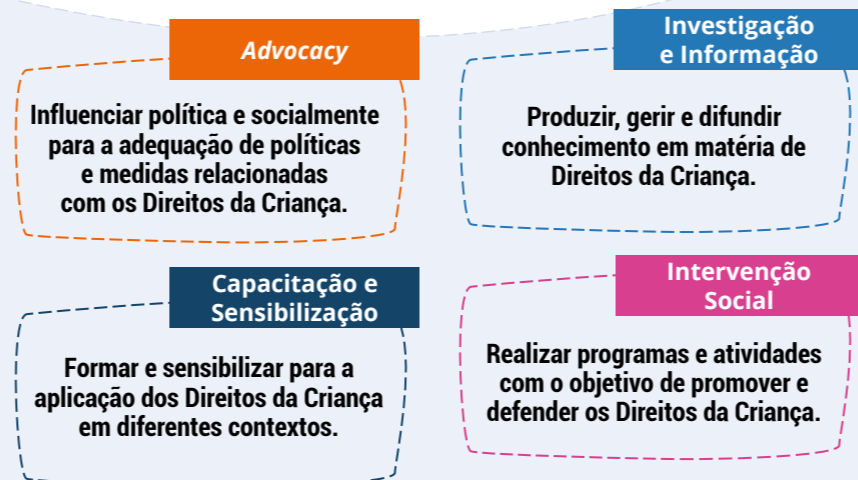 Advocacy
Influenciar política e socialmente
para a adequação de políticas
e medidas relacionadas
com os Direitos da Criança.
Investigação
e Informação
Produzir, gerir e difundir
conhecimento em matéria de
Direitos da Criança.
Capacitação e
Sensibilização
Formar e sensibilizar para a
aplicação dos Direitos da Criança
em diferentes contextos.
Intervenção
Social
Realizar programas e atividades
com o objetivo de promover e
defender os Direitos da Criança.